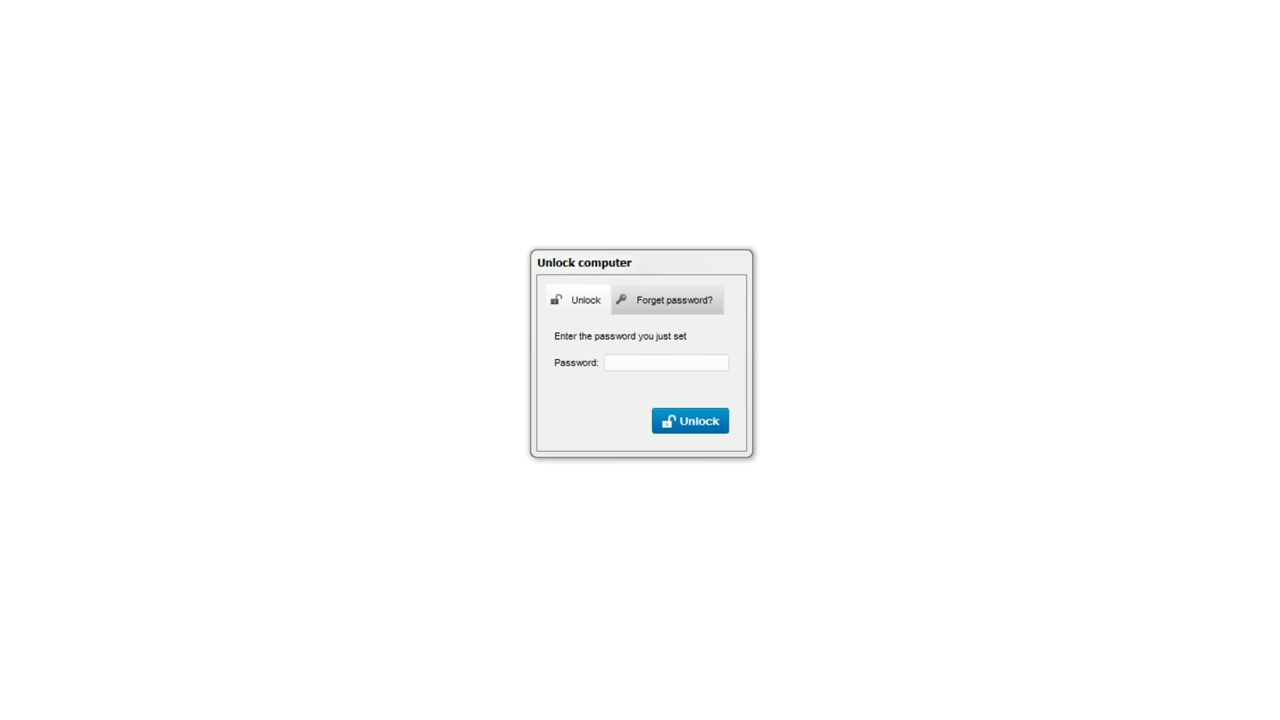 Unlock computer
Unlock
Forget password?
Enter the password you just set
Password:
Unlock